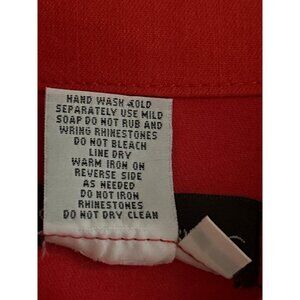 HAND WASH COLD
SEPARATELY USE MILD
SOAP DO NOT RUB AND
WRING RHINESTONES
DO NOT BLEACH
LINE DRY
WARM IRON ON
REVERSE SIDE
AS NEEDED
DO NOT IRON
RHINESTONES
DO NOT DRY CLEAN